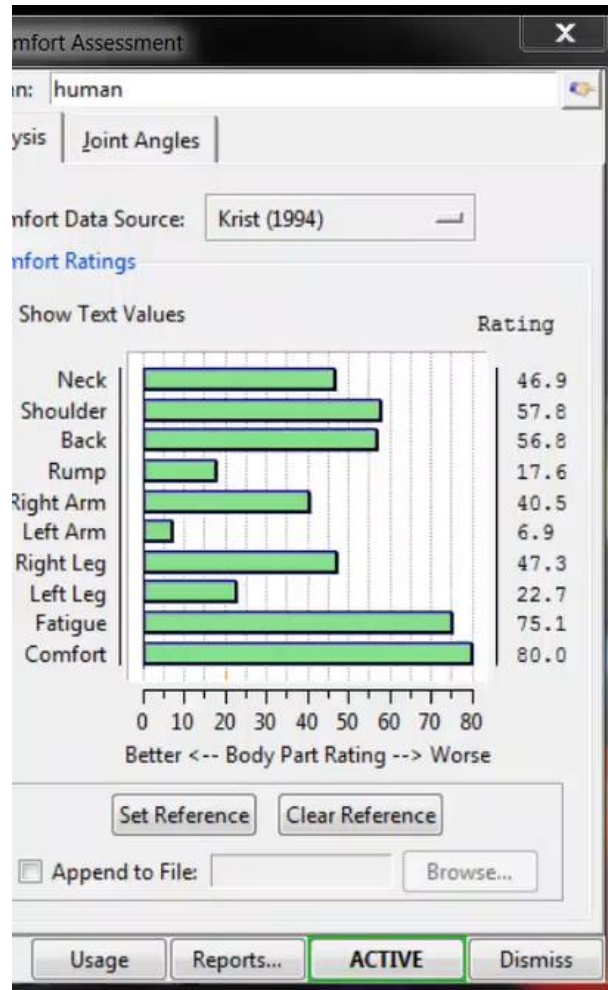 mfort Assessment X
an: human
ysis Joint Angles
mfort Data Source: Krist (1994)
mfort Ratings
Show Text Values
Rating
Neck 46.9
Shoulder 57.8
Back 56.8
Rump 17.6
Right Arm 40.5
Left Arm 6.9
Right Leg 47.3
Left Leg 22.7
Fatigue 75.1
Comfort 80.0
0 10 20 30 40 50 60 70 80
Better <-- Body Part Rating --> Worse
Set Reference Clear Reference
Append to File: Browse...
Usage Reports... ACTIVE Dismiss